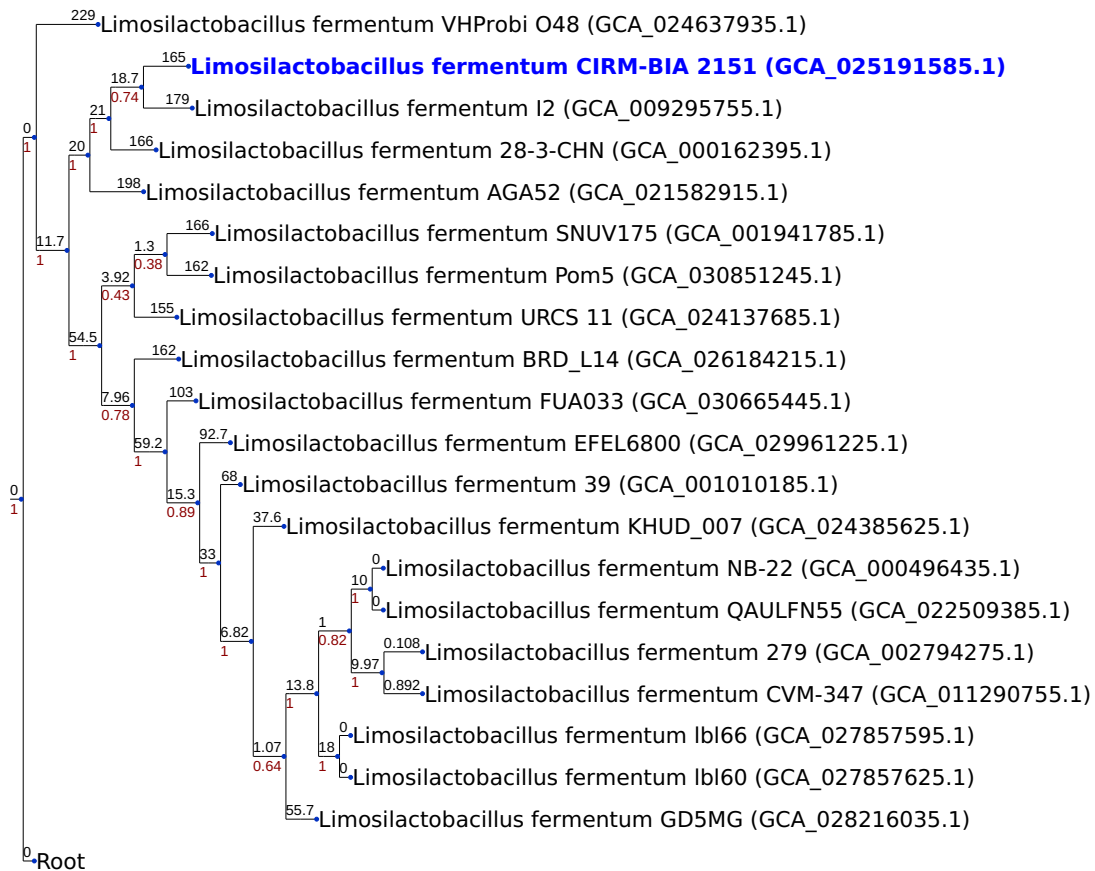 229 Limosilactobacillus fermentum VHProbi O48 (GCA_024637935.1)
165 Limosilactobacillus fermentum CIRM-BIA 2151 (GCA_025191585.1)
18.7
0.74
179 Limosilactobacillus fermentum I2 (GCA_009295755.1)
21
1
0
1
166 Limosilactobacillus fermentum 28-3-CHN (GCA_000162395.1)
20
1
198 Limosilactobacillus fermentum AGA52 (GCA_021582915.1)
11.7
1
166 Limosilactobacillus fermentum SNUV175 (GCA_001941785.1)
1.3
0.38
162 Limosilactobacillus fermentum Pom5 (GCA_030851245.1)
3.92
0.43
155 Limosilactobacillus fermentum URCS 11 (GCA_024137685.1)
54.5
1
162 Limosilactobacillus fermentum BRD_L14 (GCA_026184215.1)
7.96
0.78
103 Limosilactobacillus fermentum FUA033 (GCA_030665445.1)
59.2
1
92.7 Limosilactobacillus fermentum EFEL6800 (GCA_029961225.1)
15.3
0.89
68 Limosilactobacillus fermentum 39 (GCA_001010185.1)
0
1
37.6 Limosilactobacillus fermentum KHUD_007 (GCA_024385625.1)
33
1
0 Limosilactobacillus fermentum NB-22 (GCA_000496435.1)
10
1
0 Limosilactobacillus fermentum QAULFN55 (GCA_022509385.1)
1
0.82
6.82
1
0.108 Limosilactobacillus fermentum 279 (GCA_002794275.1)
9.97
1
0.892 Limosilactobacillus fermentum CVM-347 (GCA_011290755.1)
13.8
1
0 Limosilactobacillus fermentum lbl66 (GCA_027857595.1)
1.07
0.64
18
1
0 Limosilactobacillus fermentum lbl60 (GCA_027857625.1)
55.7 Limosilactobacillus fermentum GD5MG (GCA_028216035.1)
0 Root